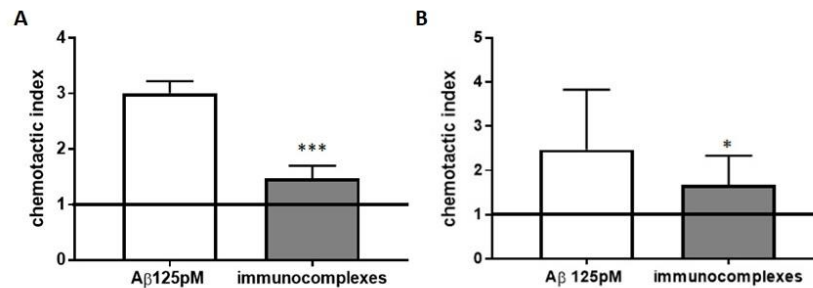 A
chemotactic index
4
3
2
1
0
***
Aβ125pM immunocomplexes
B
chemotactic index
5
4
3
2
1
0
*
Aβ 125pM immunocomplexes